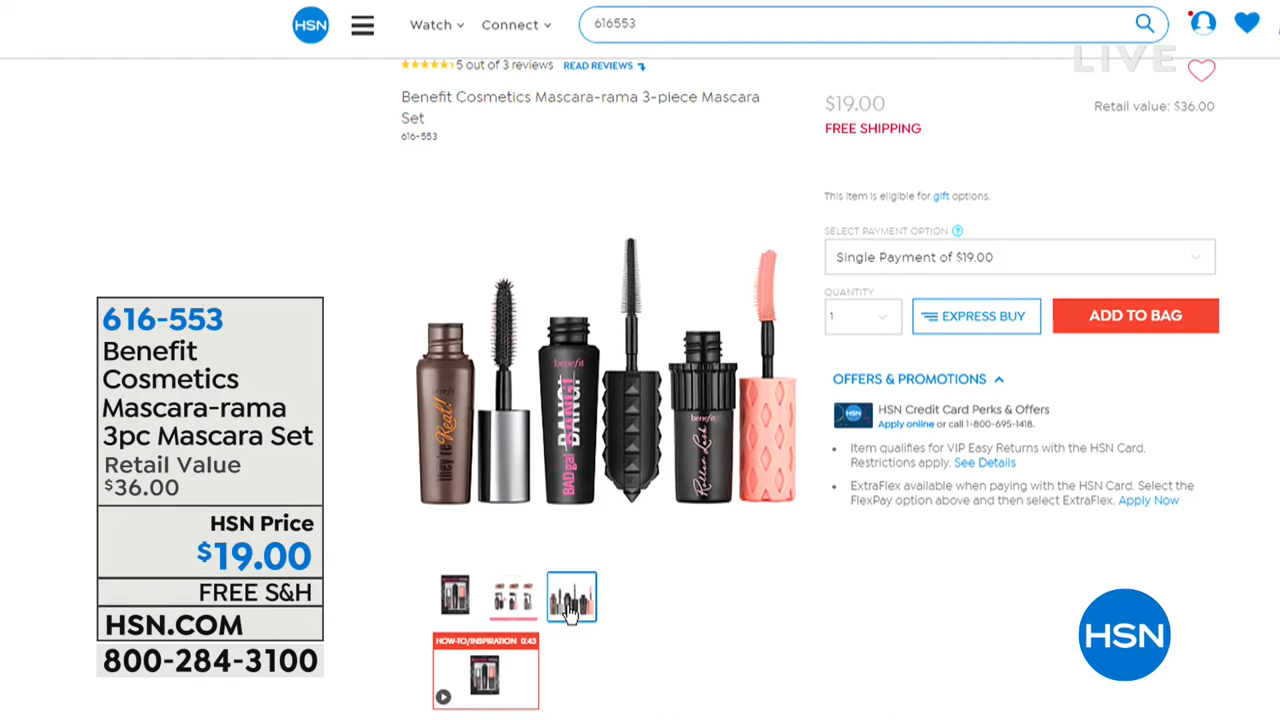 HSN
Watch
Connect
616553
LIVE
5 out of 3 reviews
READ REVIEWS
Benefit Cosmetics Mascara-rama 3-piece Mascara
Set
616-553
$19.00
Retail value: $36.00
FREE SHIPPING
This item is eligible for gift options.
SELECT PAYMENT OPTION ?
Single Payment of $19.00
QUANTITY
1
EXPRESS BUY
ADD TO BAG
OFFERS & PROMOTIONS
HSN
HSN Credit Card Perks & Offers
Apply online or call 1-800-695-1418.
Item qualifies for VIP Easy Returns with the HSN Card.
Restrictions apply. See Details
ExtraFlex available when paying with the HSN Card. Select the
FlexPay option above and then select ExtraFlex. Apply Now
benefit
they're Real!
benefit
BADgal BANG!
benefit
Roller Lash
616-553
Benefit
Cosmetics
Mascara-rama
3pc Mascara Set
Retail Value
$36.00
HSN Price
$19.00
FREE S&H
HSN.COM
800-284-3100
HOW-TO/INSPIRATION 0:43
HSN